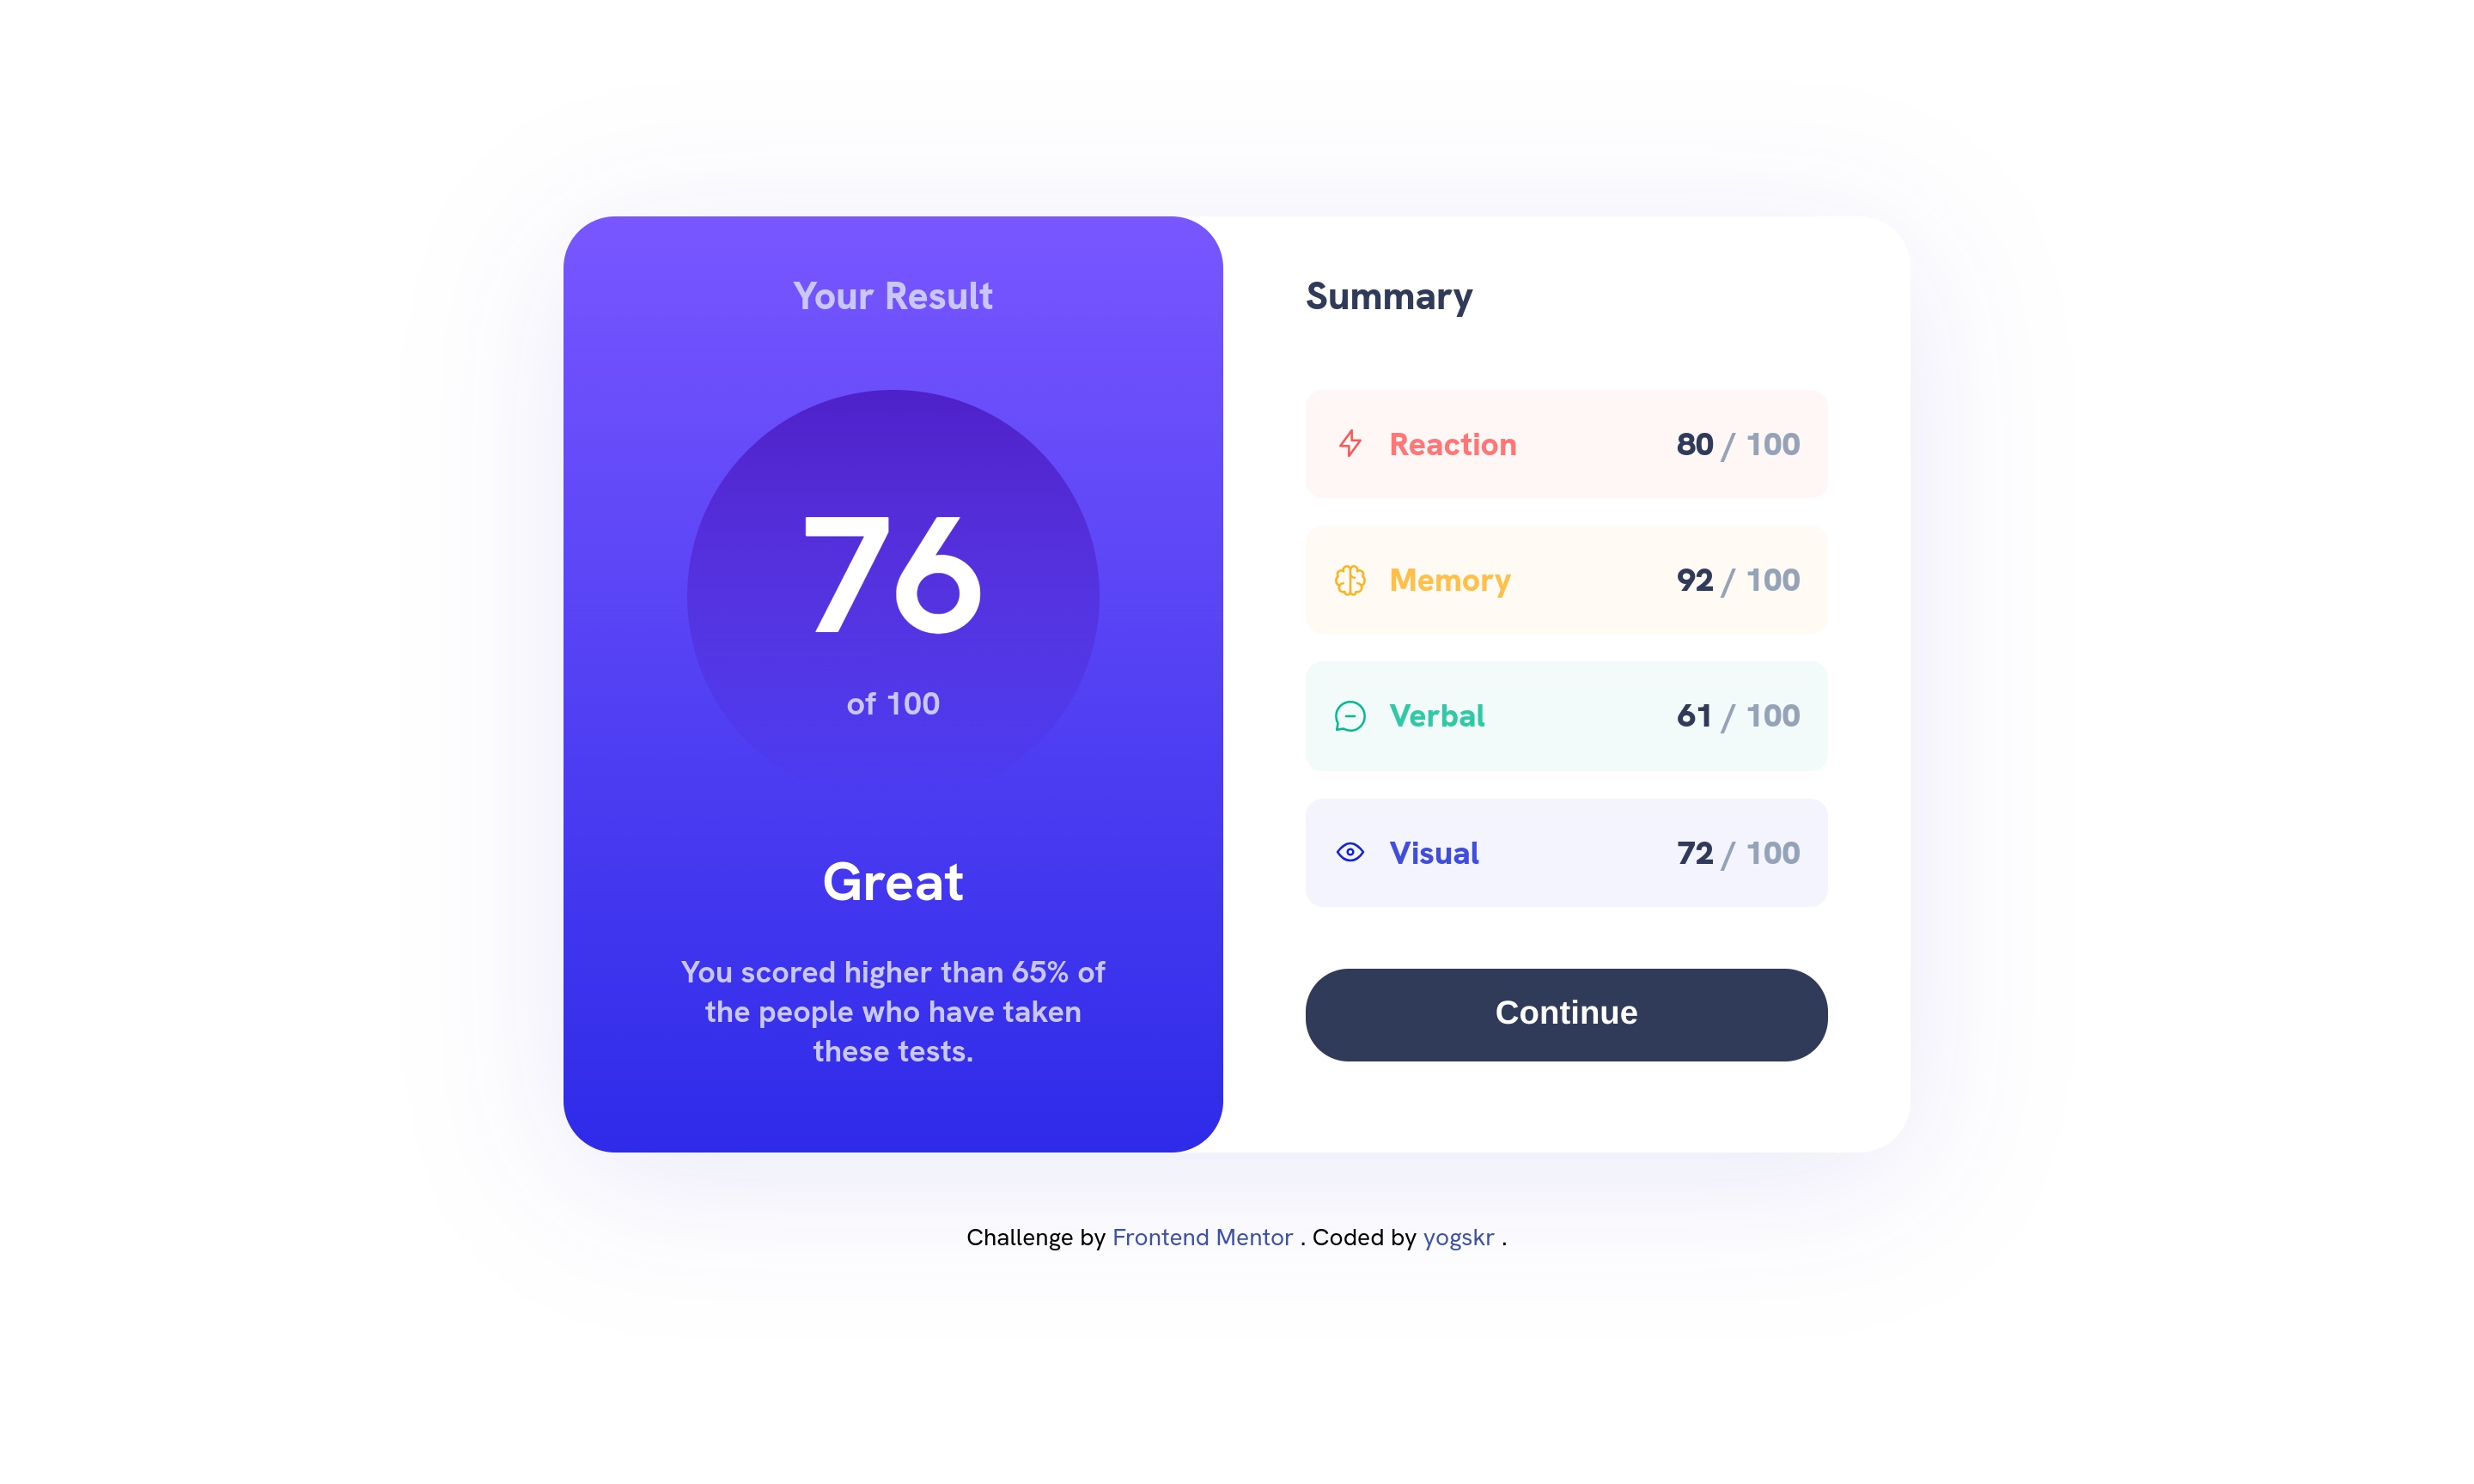 Your Result
76
of 100
Great
You scored higher than 65% of
the people who have taken
these tests.
Summary
Reaction 80 / 100
Memory 92 / 100
Verbal 61 / 100
Visual 72 / 100
Continue
Challenge by Frontend Mentor . Coded by yogskr .